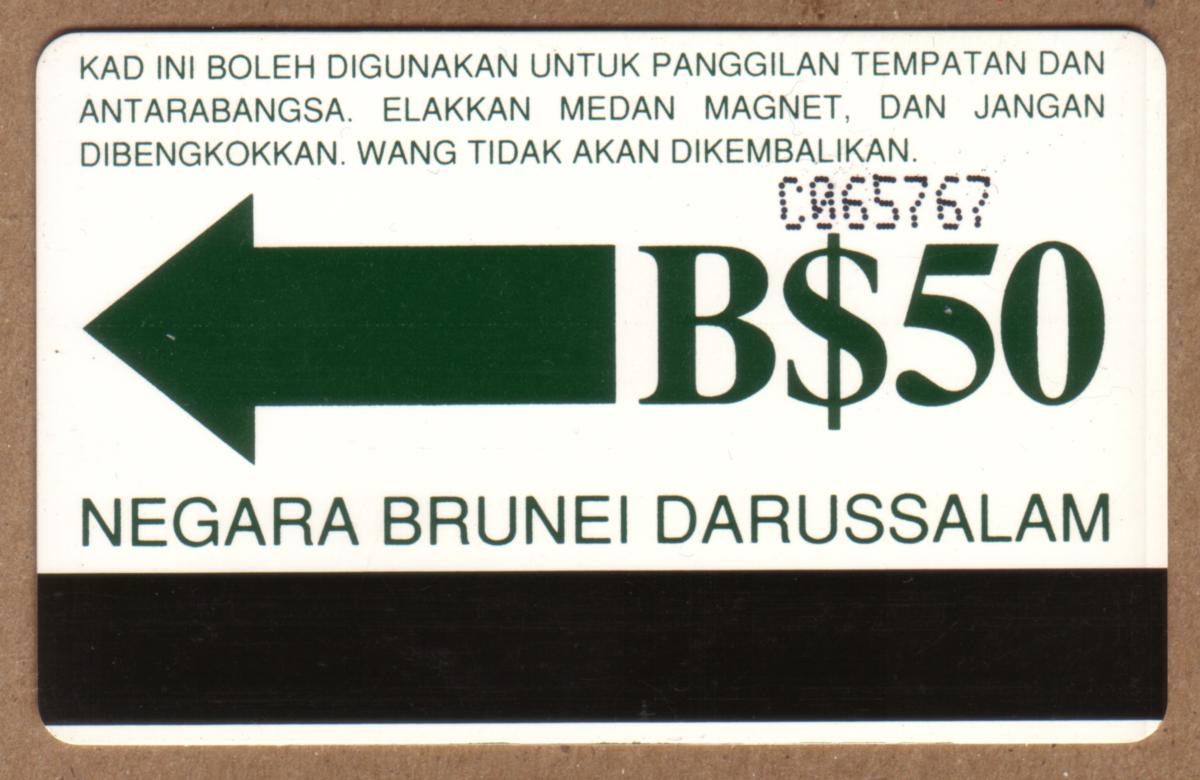 KAD INI BOLEH DIGUNAKAN UNTUK PANGGILAN TEMPATAN DAN
ANTARABANGSA. ELAKKAN MEDAN MAGNET, DAN JANGAN
DIBENGKOKKAN. WANG TIDAK AKAN DIKEMBALIKAN.
C065767
B$50
NEGARA BRUNEI DARUSSALAM